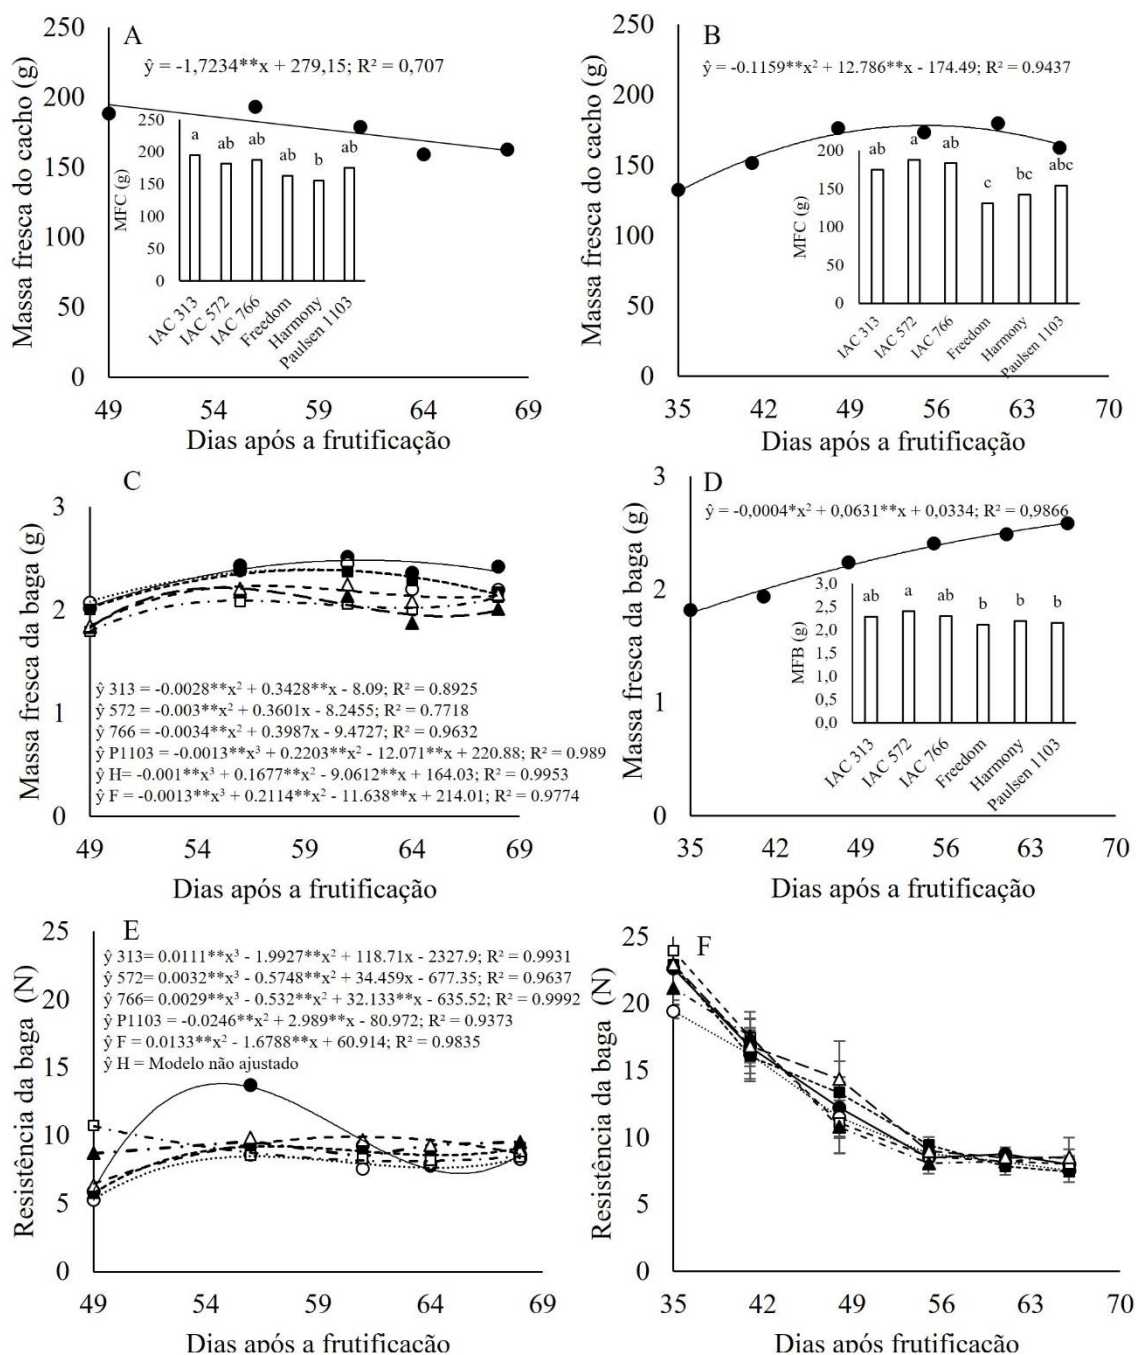 A
ŷ = -1,7234**x + 279,15; R² = 0,707
Massa fresca do cacho (g)
250
200
150
100
50
0
MFC (g)
250
200
150
100
50
0
a
ab
ab
ab
b
ab
IAC 313
IAC 572
IAC 766
Freedom
Harmony
Paulsen 1103
49
54
59
64
69
Dias após a frutificação
B
ŷ = -0.1159**x² + 12.786**x - 174.49; R² = 0.9437
Massa fresca do cacho (g)
250
200
150
100
50
0
MFC (g)
200
150
100
50
0
ab
a
ab
c
bc
abc
IAC 313
IAC 572
IAC 766
Freedom
Harmony
Paulsen 1103
35
42
49
56
63
70
Dias após a frutificação
C
Massa fresca da baga (g)
3
2
1
0
ŷ 313 = -0.0028**x² + 0.3428**x - 8.09; R² = 0.8925
ŷ 572 = -0.003**x² + 0.3601x - 8.2455; R² = 0.7718
ŷ 766 = -0.0034**x² + 0.3987x - 9.4727; R² = 0.9632
ŷ P1103 = -0.0013**x³ + 0.2203**x² - 12.071**x + 220.88; R² = 0.989
ŷ H= -0.001**x³ + 0.1677**x² - 9.0612**x + 164.03; R² = 0.9953
ŷ F = -0.0013**x³ + 0.2114**x² - 11.638**x + 214.01; R² = 0.9774
49
54
59
64
69
Dias após a frutificação
D
ŷ = -0,0004*x² + 0,0631**x + 0,0334; R² = 0,9866
Massa fresca da baga (g)
3
2
1
0
MFB (g)
3,0
2,5
2,0
1,5
1,0
0,5
0,0
ab
a
ab
b
b
b
IAC 313
IAC 572
IAC 766
Freedom
Harmony
Paulsen 1103
35
42
49
56
63
70
Dias após a frutificação
E
Resistência da baga (N)
25
20
15
10
5
0
ŷ 313= 0.0111**x³ - 1.9927**x² + 118.71x - 2327.9; R² = 0.9931
ŷ 572= 0.0032**x³ - 0.5748**x² + 34.459x - 677.35; R² = 0.9637
ŷ 766= 0.0029**x³ - 0.532**x² + 32.133**x - 635.52; R² = 0.9992
ŷ P1103 = -0.0246**x² + 2.989**x - 80.972; R² = 0.9373
ŷ F = 0.0133**x² - 1.6788**x + 60.914; R² = 0.9835
ŷ H = Modelo não ajustado
49
54
59
64
69
Dias após a frutificação
F
Resistência da baga (N)
25
20
15
10
5
0
35
42
49
56
63
70
Dias após frutificação